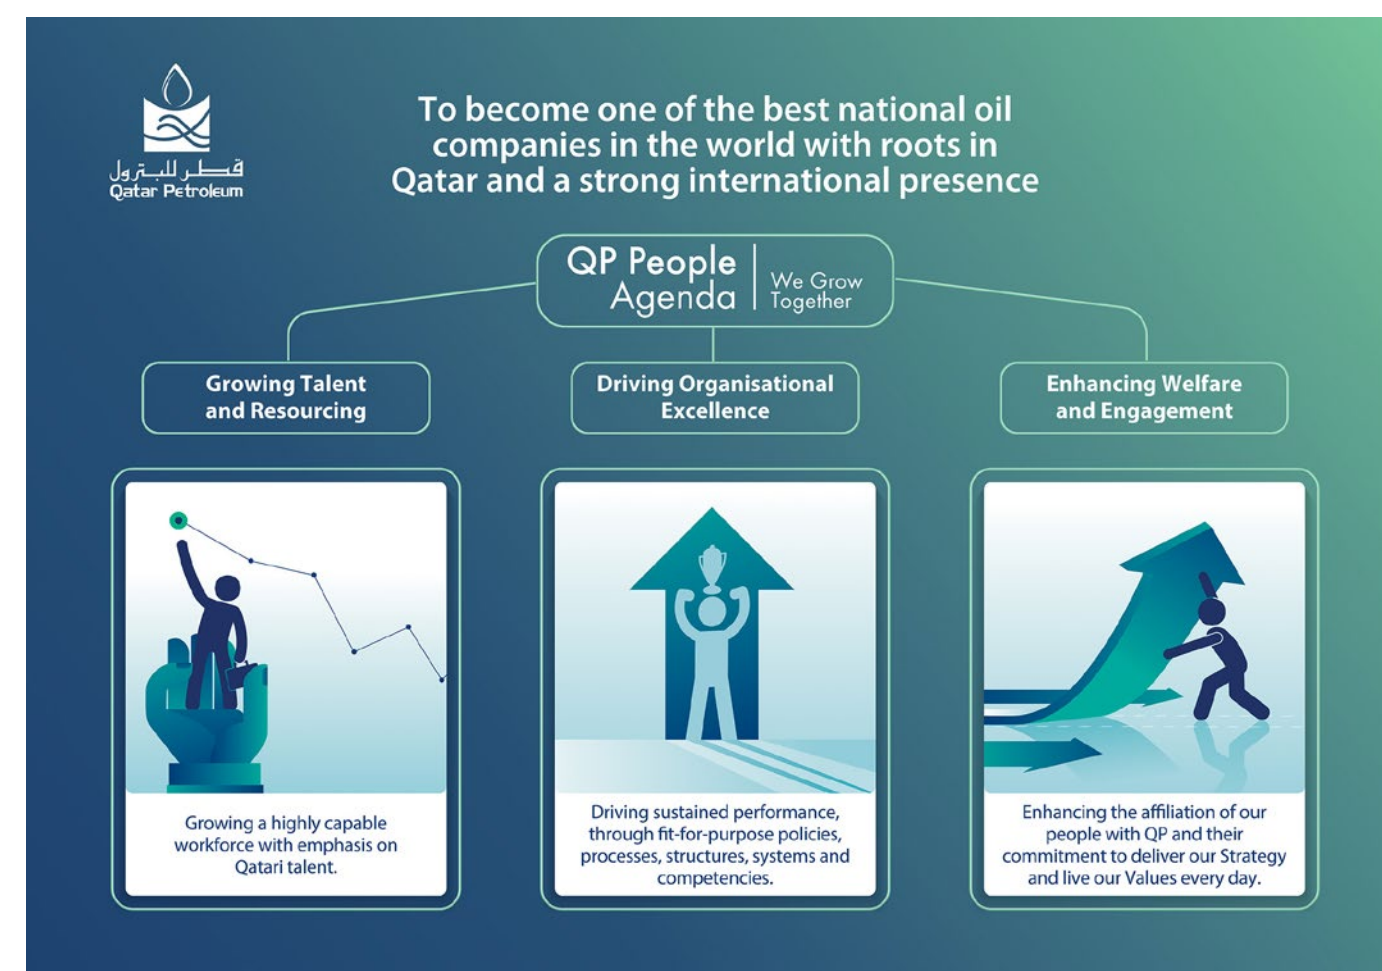 قطر للبترول
Qatar Petroleum
To become one of the best national oil
companies in the world with roots in
Qatar and a strong international presence
QP People
Agenda
We Grow
Together
Growing Talent
and Resourcing
Driving Organisational
Excellence
Enhancing Welfare
and Engagement
Growing a highly capable
workforce with emphasis on
Qatari talent.
Driving sustained performance,
through fit-for-purpose policies,
processes, structures, systems and
competencies.
Enhancing the affiliation of our
people with QP and their
commitment to deliver our Strategy
and live our Values every day.